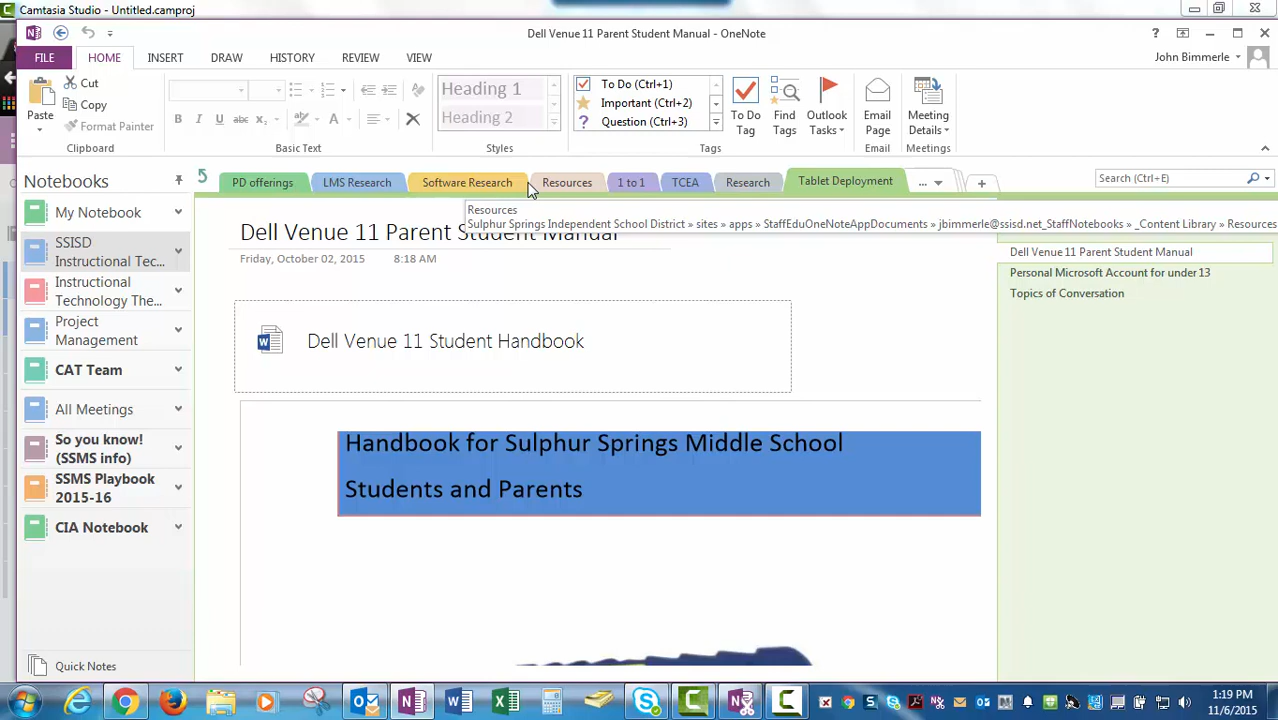 Camtasia Studio - Untitled.camproj
Dell Venue 11 Parent Student Manual - OneNote
FILE HOME INSERT DRAW HISTORY REVIEW VIEW
John Bimmerle
Paste
Cut
Copy
Format Painter
Clipboard
B I U abc x₂ A
Basic Text
Heading 1
Heading 2
Styles
To Do (Ctrl+1)
Important (Ctrl+2)
Question (Ctrl+3)
To Do Tag
Find Tags
Outlook Tasks
Tags
Email Page
Email
Meeting Details
Meetings
Notebooks
PD offerings LMS Research Software Research Resources 1 to 1 TCEA Research Tablet Deployment ... +
Search (Ctrl+E)
Resources
Sulphur Springs Independent School District » sites » apps » StaffEduOneNoteAppDocuments » jbimmerle@ssisd.net_StaffNotebooks » _Content Library » Resources
My Notebook
SSISD
Instructional Tec...
Instructional
Technology The...
Project
Management
CAT Team
All Meetings
So you know!
(SSMS info)
SSMS Playbook
2015-16
CIA Notebook
Quick Notes
Dell Venue 11 Parent Student Manual
Friday, October 02, 2015 8:18 AM
Dell Venue 11 Student Handbook
Handbook for Sulphur Springs Middle School
Students and Parents
Dell Venue 11 Parent Student Manual
Personal Microsoft Account for under 13
Topics of Conversation
1:19 PM
11/6/2015